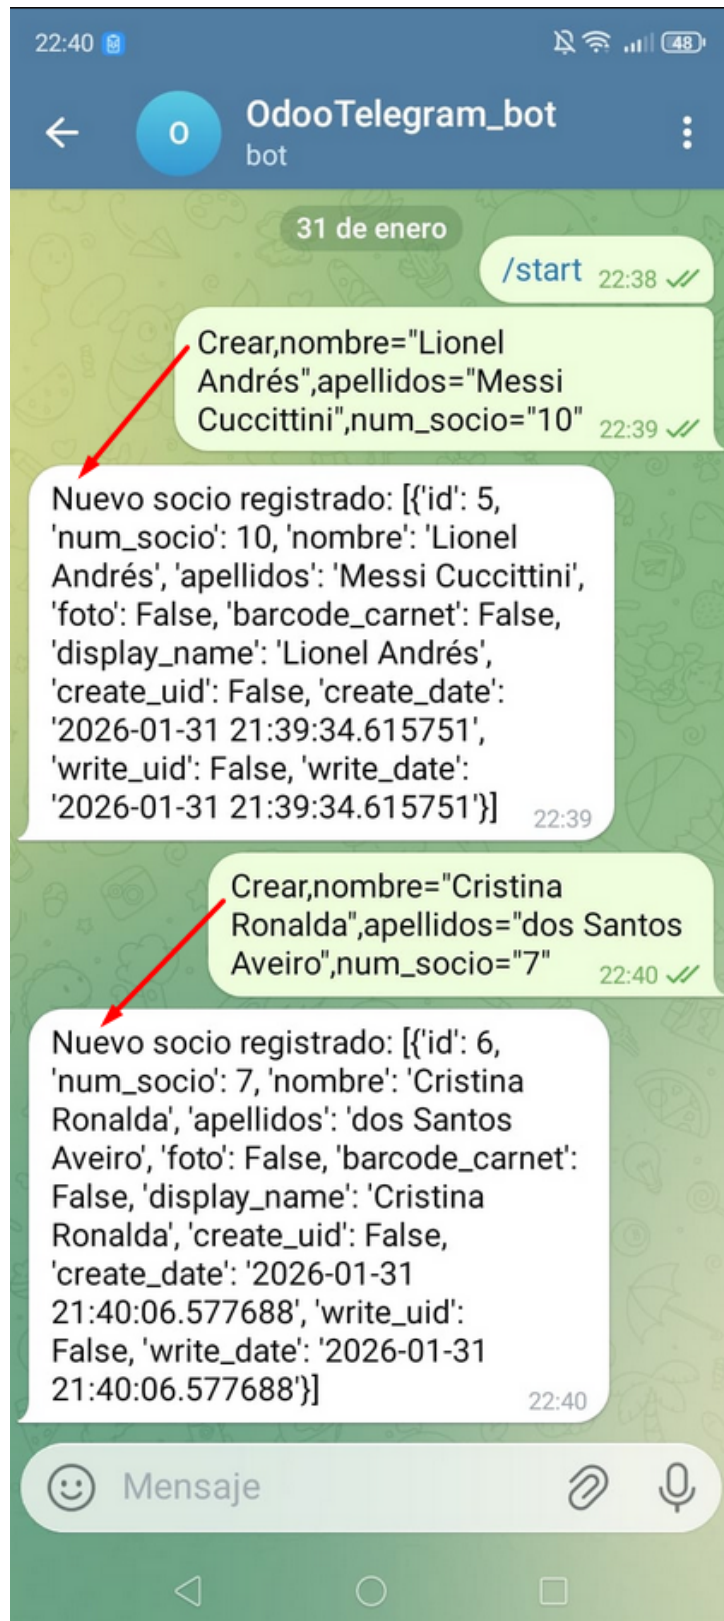 22:40
48
OdooTelegram_bot
O
bot
31 de enero
/start 22:38
Crear,nombre="Lionel
Andrés",apellidos="Messi
Cuccittini",num_socio="10" 22:39
Nuevo socio registrado: [{'id': 5,
'num_socio': 10, 'nombre': 'Lionel
Andrés', 'apellidos': 'Messi Cuccittini',
'foto': False, 'barcode_carnet': False,
'display_name': 'Lionel Andrés',
'create_uid': False, 'create_date':
'2026-01-31 21:39:34.615751',
'write_uid': False, 'write_date':
'2026-01-31 21:39:34.615751'}] 22:39
Crear,nombre="Cristina
Ronalda",apellidos="dos Santos
Aveiro",num_socio="7" 22:40
Nuevo socio registrado: [{'id': 6,
'num_socio': 7, 'nombre': 'Cristina
Ronalda', 'apellidos': 'dos Santos
Aveiro', 'foto': False, 'barcode_carnet':
False, 'display_name': 'Cristina
Ronalda', 'create_uid': False,
'create_date': '2026-01-31
21:40:06.577688', 'write_uid':
False, 'write_date': '2026-01-31
21:40:06.577688'}] 22:40
Mensaje